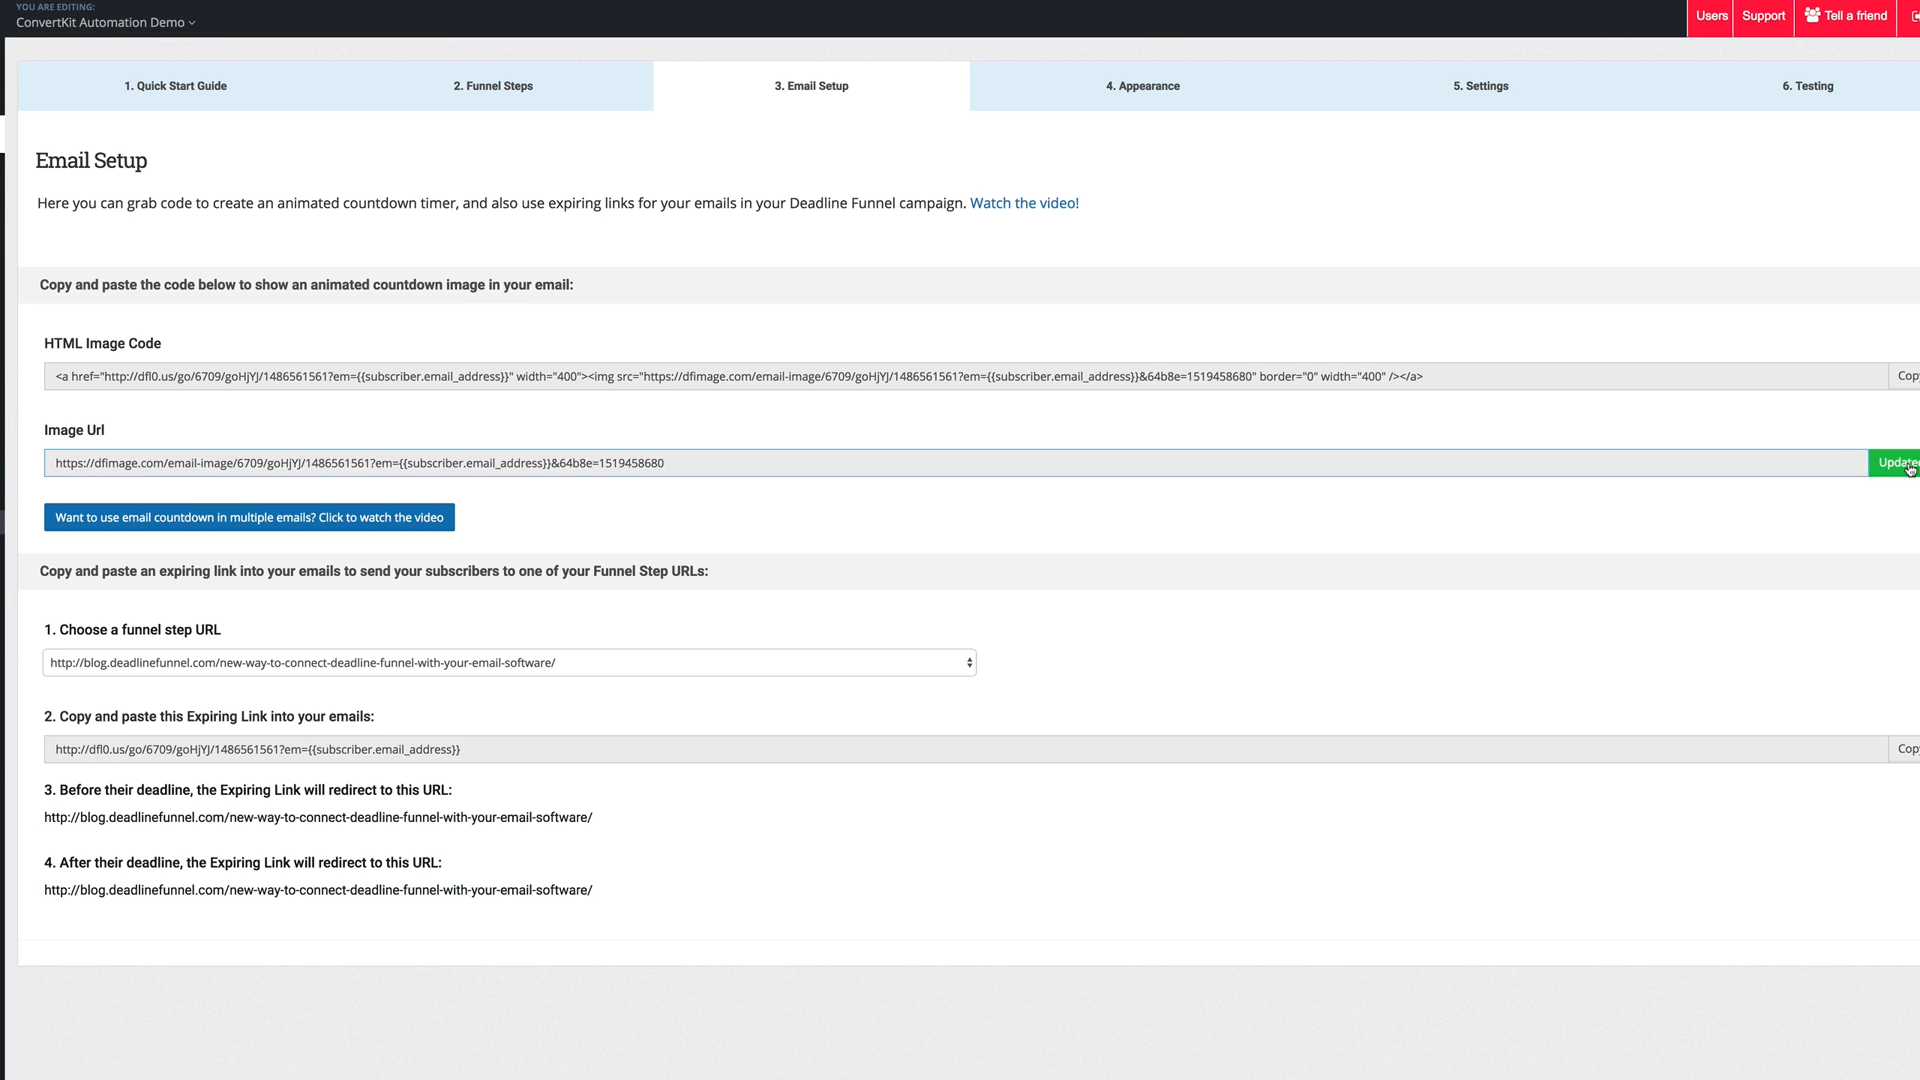 YOU ARE EDITING:
ConvertKit Automation Demo
Users
Support
Tell a friend
1. Quick Start Guide
2. Funnel Steps
3. Email Setup
4. Appearance
5. Settings
6. Testing
Email Setup
Here you can grab code to create an animated countdown timer, and also use expiring links for your emails in your Deadline Funnel campaign. Watch the video!
Copy and paste the code below to show an animated countdown image in your email:
HTML Image Code
<a href="http://dfl0.us/go/6709/goHjYJ/1486561561?em={{subscriber.email_address}}" width="400"><img src="https://dfimage.com/email-image/6709/goHjYJ/1486561561?em={{subscriber.email_address}}&64b8e=1519458680" border="0" width="400" /></a>
Image Url
https://dfimage.com/email-image/6709/goHjYJ/1486561561?em={{subscriber.email_address}}&64b8e=1519458680
Want to use email countdown in multiple emails? Click to watch the video
Copy and paste an expiring link into your emails to send your subscribers to one of your Funnel Step URLs:
1. Choose a funnel step URL
http://blog.deadlinefunnel.com/new-way-to-connect-deadline-funnel-with-your-email-software/
2. Copy and paste this Expiring Link into your emails:
http://dfl0.us/go/6709/goHjYJ/1486561561?em={{subscriber.email_address}}
3. Before their deadline, the Expiring Link will redirect to this URL:
http://blog.deadlinefunnel.com/new-way-to-connect-deadline-funnel-with-your-email-software/
4. After their deadline, the Expiring Link will redirect to this URL:
http://blog.deadlinefunnel.com/new-way-to-connect-deadline-funnel-with-your-email-software/